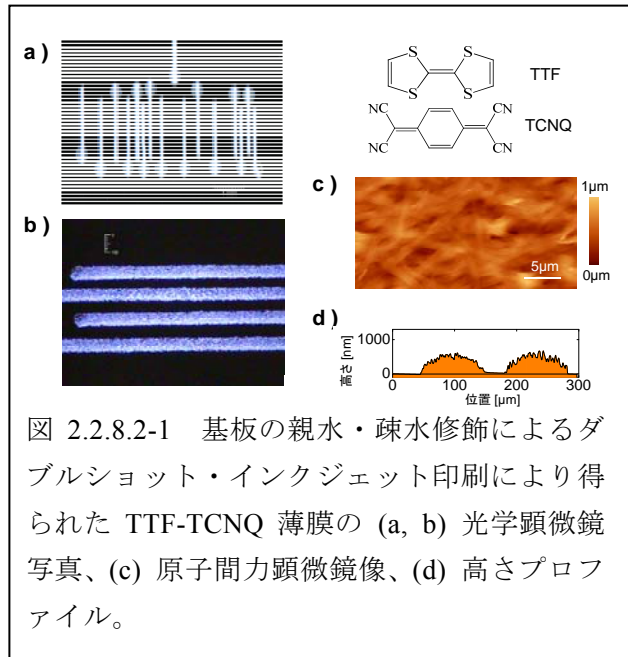 a )
S S
S S
TTF
CN CN
TCNQ
CN CN
c )
1μm
0μm
5μm
b )
d )
高さ [nm]
1000
0
0 100 200 300
位置 [μm]
図 2.2.8.2-1 基板の親水・疎水修飾によるダ
ブルショット・インクジェット印刷により得
られた TTF-TCNQ 薄膜の (a, b) 光学顕微鏡
写真、(c) 原子間力顕微鏡像、(d) 高さプロフ
ァイル。